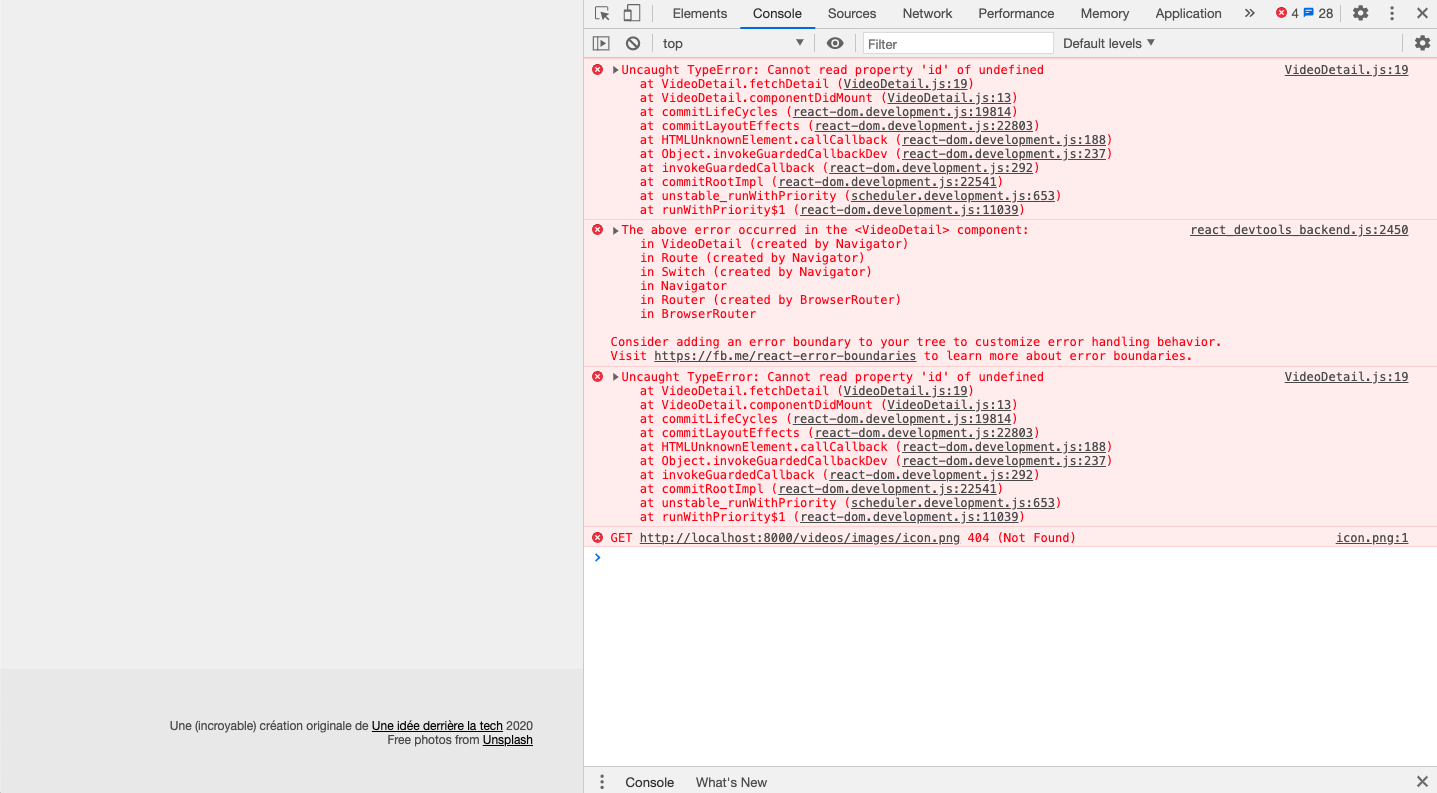 Elements Console Sources Network Performance Memory Application » 4 28
top Filter Default levels
Uncaught TypeError: Cannot read property 'id' of undefined VideoDetail.js:19
at VideoDetail.fetchDetail (VideoDetail.js:19)
at VideoDetail.componentDidMount (VideoDetail.js:13)
at commitLifeCycles (react-dom.development.js:19814)
at commitLayoutEffects (react-dom.development.js:22803)
at HTMLUnknownElement.callCallback (react-dom.development.js:188)
at Object.invokeGuardedCallbackDev (react-dom.development.js:237)
at invokeGuardedCallback (react-dom.development.js:292)
at commitRootImpl (react-dom.development.js:22541)
at unstable_runWithPriority (scheduler.development.js:653)
at runWithPriority$1 (react-dom.development.js:11039)
The above error occurred in the <VideoDetail> component: react_devtools_backend.js:2450
in VideoDetail (created by Navigator)
in Route (created by Navigator)
in Switch (created by Navigator)
in Navigator
in Router (created by BrowserRouter)
in BrowserRouter
Consider adding an error boundary to your tree to customize error handling behavior.
Visit https://fb.me/react-error-boundaries to learn more about error boundaries.
Uncaught TypeError: Cannot read property 'id' of undefined VideoDetail.js:19
at VideoDetail.fetchDetail (VideoDetail.js:19)
at VideoDetail.componentDidMount (VideoDetail.js:13)
at commitLifeCycles (react-dom.development.js:19814)
at commitLayoutEffects (react-dom.development.js:22803)
at HTMLUnknownElement.callCallback (react-dom.development.js:188)
at Object.invokeGuardedCallbackDev (react-dom.development.js:237)
at invokeGuardedCallback (react-dom.development.js:292)
at commitRootImpl (react-dom.development.js:22541)
at unstable_runWithPriority (scheduler.development.js:653)
at runWithPriority$1 (react-dom.development.js:11039)
GET http://localhost:8000/videos/images/icon.png 404 (Not Found) icon.png:1
Une (incroyable) création originale de Une idée derrière la tech 2020
Free photos from Unsplash
Console What's New